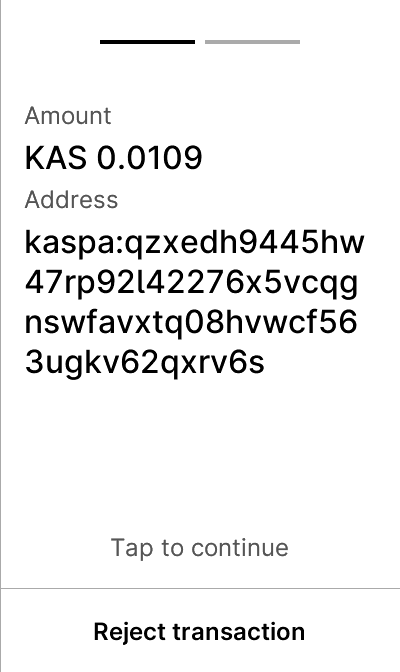 Amount
KAS 0.0109
Address
kaspa:qzxedh9445hw
47rp92l42276x5vcqg
nswfavxtq08hvwcf56
3ugkv62qxrv6s
Tap to continue
Reject transaction